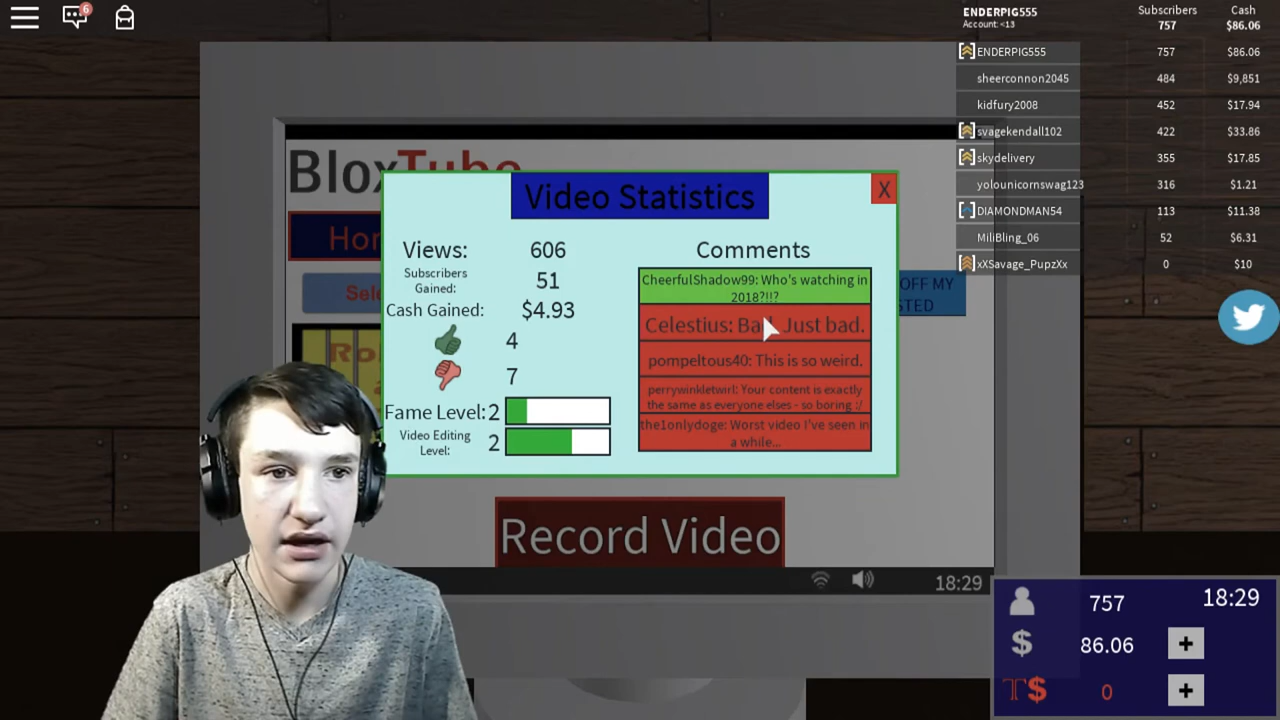 6
ENDERPIG555
Account: <13
Subscribers
757
Cash
$86.06
ENDERPIG555 757 $86.06
sheerconnon2045 484 $9,851
kidfury2008 452 $17.94
svagekendall102 422 $33.86
skydelivery 355 $17.85
yolounicornswag123 316 $1.21
DIAMONDMAN54 113 $11.38
MiliBling_06 52 $6.31
xXSavage_PupzXx 0 $10
BloxTube
Video Statistics
X
Views: 606
Subscribers
Gained: 51
Cash Gained: $4.93
4
7
Fame Level: 2
Video Editing
Level: 2
Comments
CheerfulShadow99: Who's watching in
2018?!!?
Celestius: Bad. Just bad.
pompeltous40: This is so weird.
perrywinkletwirl: Your content is exactly
the same as everyone elses - so boring :/
the1onlydoge: Worst video I've seen in
a while...
OFF MY
Record Video
18:29
757
18:29
$ 86.06 +
T$ 0 +